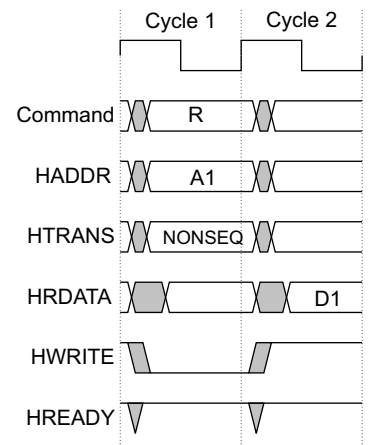 Cycle 1 Cycle 2
Command R
HADDR A1
HTRANS NONSEQ
HRDATA D1
HWRITE
HREADY